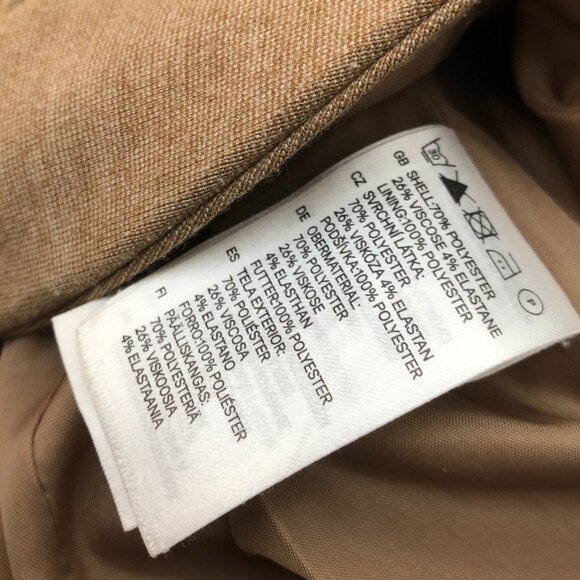 30
P
GB SHELL:70% POLYESTER
26% VISCOSE 4% ELASTANE
LINING:100% POLYESTER
CZ SVRCHNÍ LÁTKA:
70% POLYESTER
26% VISKÓZA 4% ELASTAN
PODŠÍVKA:100% POLYESTER
DE OBERMATERIAL:
70% POLYESTER
26% VISKOSE
4% ELASTHAN
FUTTER:100% POLYESTER
ES TELA EXTERIOR:
70% POLIÉSTER
26% VISCOSA
4% ELASTANO
FORRO:100% POLIÉSTER
FI PÄÄLLISKANGAS:
70% POLYESTERIÄ
26% VISKOOSIA
4% ELASTAANIA